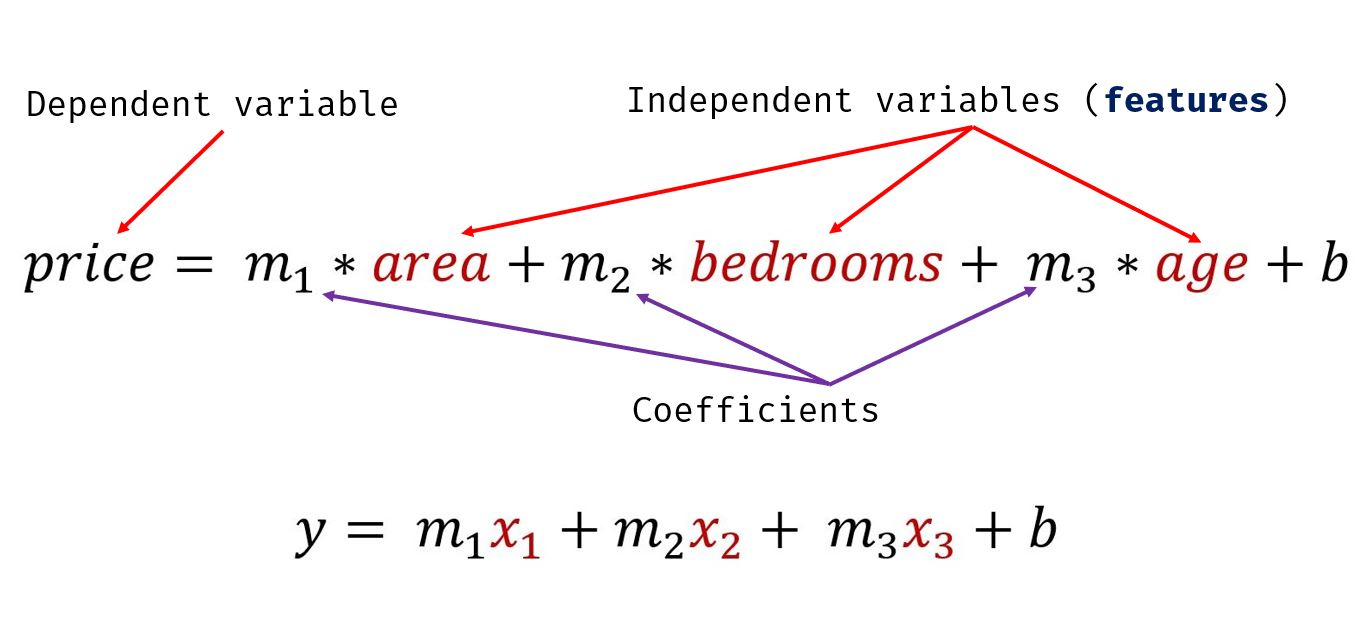 Dependent variable
Independent variables (features)
price = m₁ * area + m₂ * bedrooms + m₃ * age + b
Coefficients
y = m₁x₁ + m₂x₂ + m₃x₃ + b